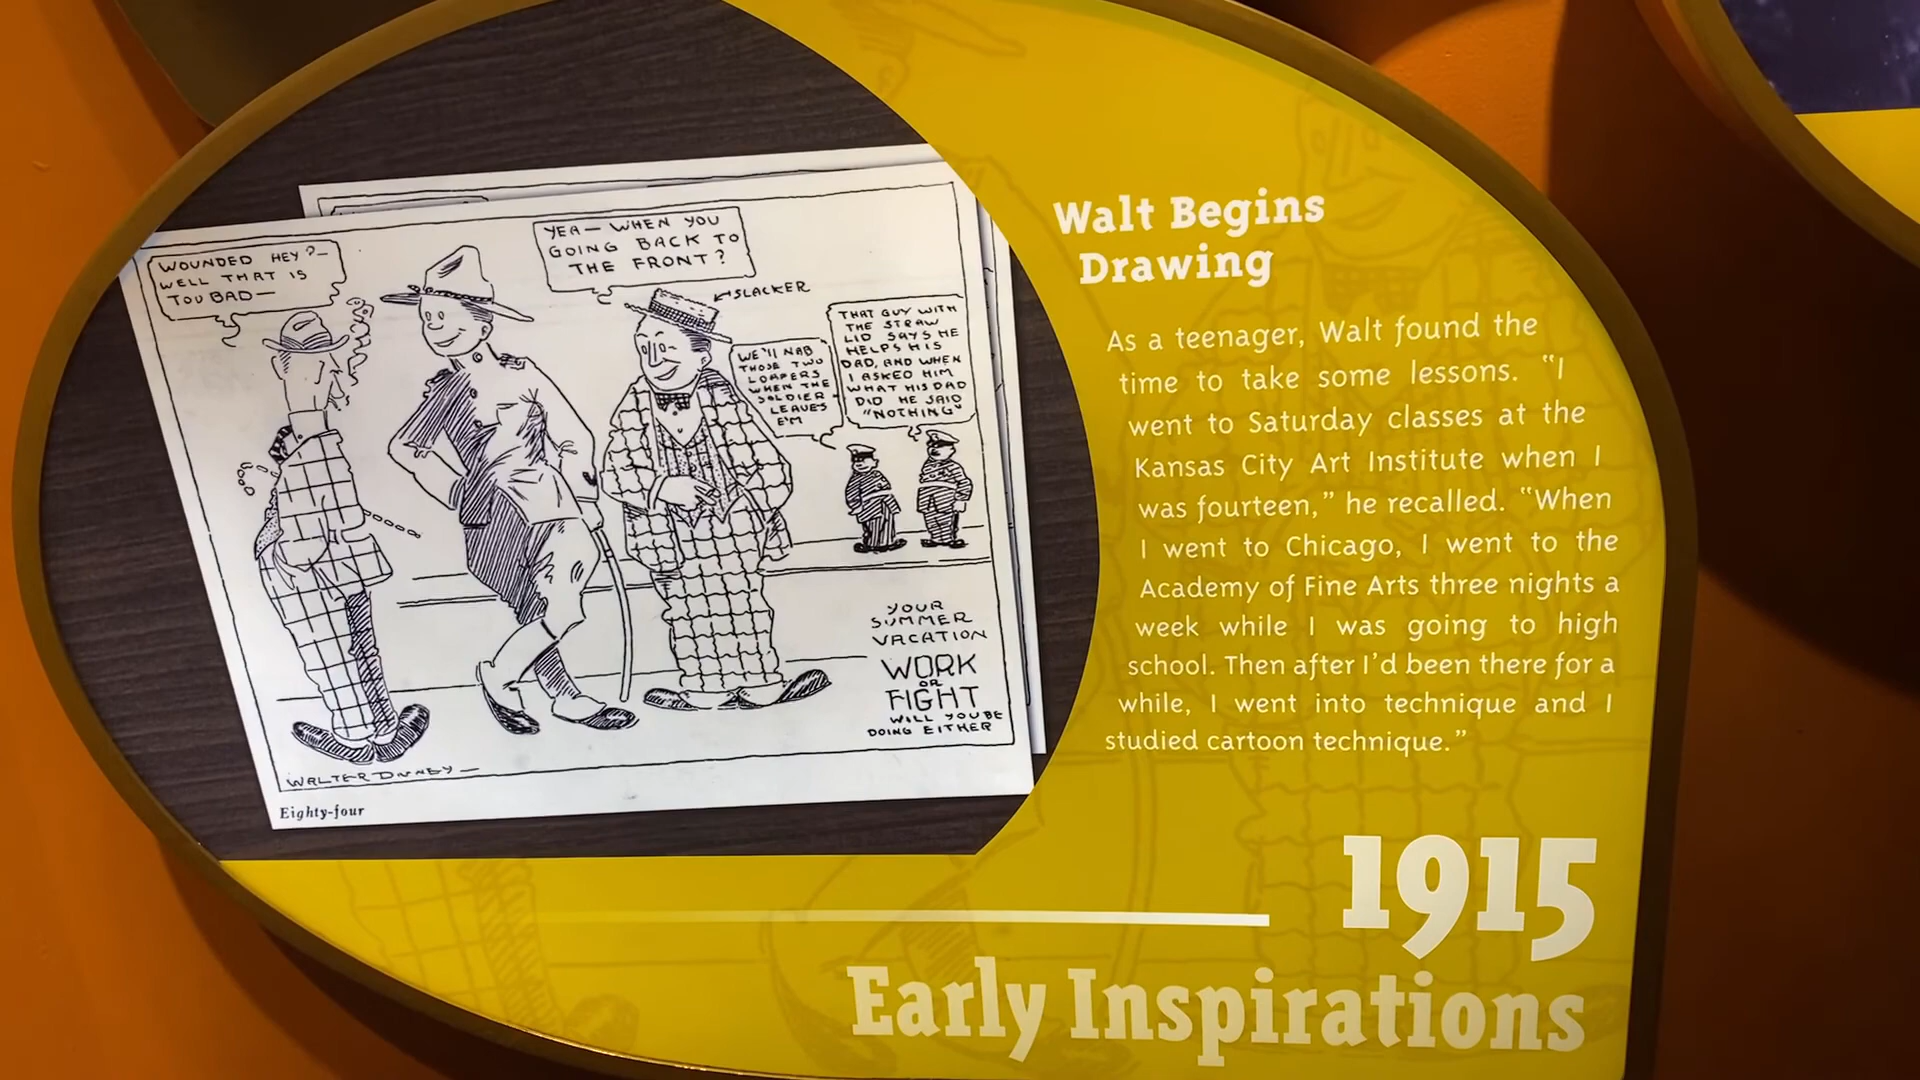 WOUNDED HEY?—
WELL THAT IS
TOO BAD—
YEA — WHEN YOU
GOING BACK TO
THE FRONT?
SLACKER
WE'LL NAB
THOSE TWO
LOAFERS
WHEN THE
SOLDIER
LEAVES
E'M
THAT GUY WITH
THE STRAW
LID SAYS HE
HELPS HIS
DAD, AND WHEN
I ASKED HIM
WHAT HIS DAD
DID HE SAID
"NOTHING"
YOUR
SUMMER
VACATION
WORK
OR
FIGHT
WILL YOU BE
DOING EITHER
WALTER DISNEY —
Eighty-four
Walt Begins
Drawing
As a teenager, Walt found the
time to take some lessons. "I
went to Saturday classes at the
Kansas City Art Institute when I
was fourteen," he recalled. "When
I went to Chicago, I went to the
Academy of Fine Arts three nights a
week while I was going to high
school. Then after I'd been there for a
while, I went into technique and I
studied cartoon technique."
1915
Early Inspirations